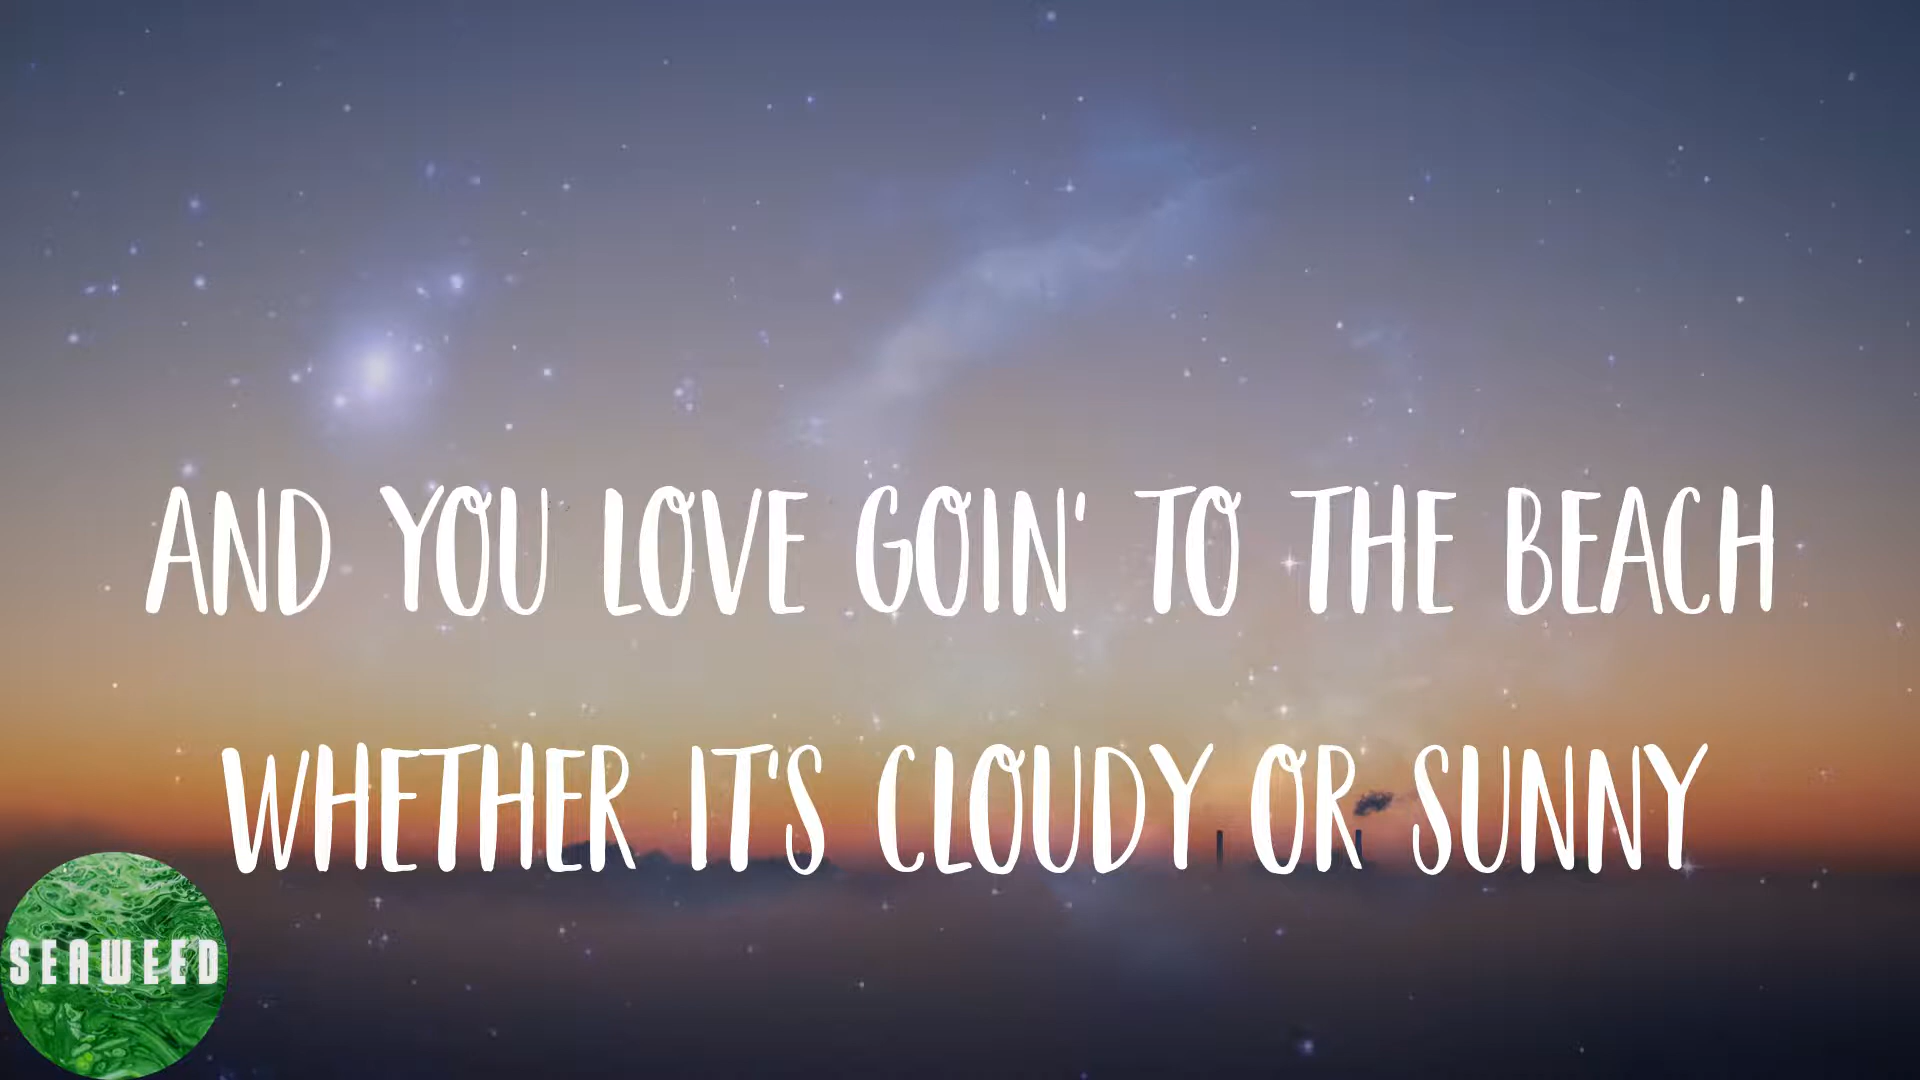 AND YOU LOVE GOIN' TO THE BEACH
WHETHER IT'S CLOUDY OR SUNNY
SEAWEED